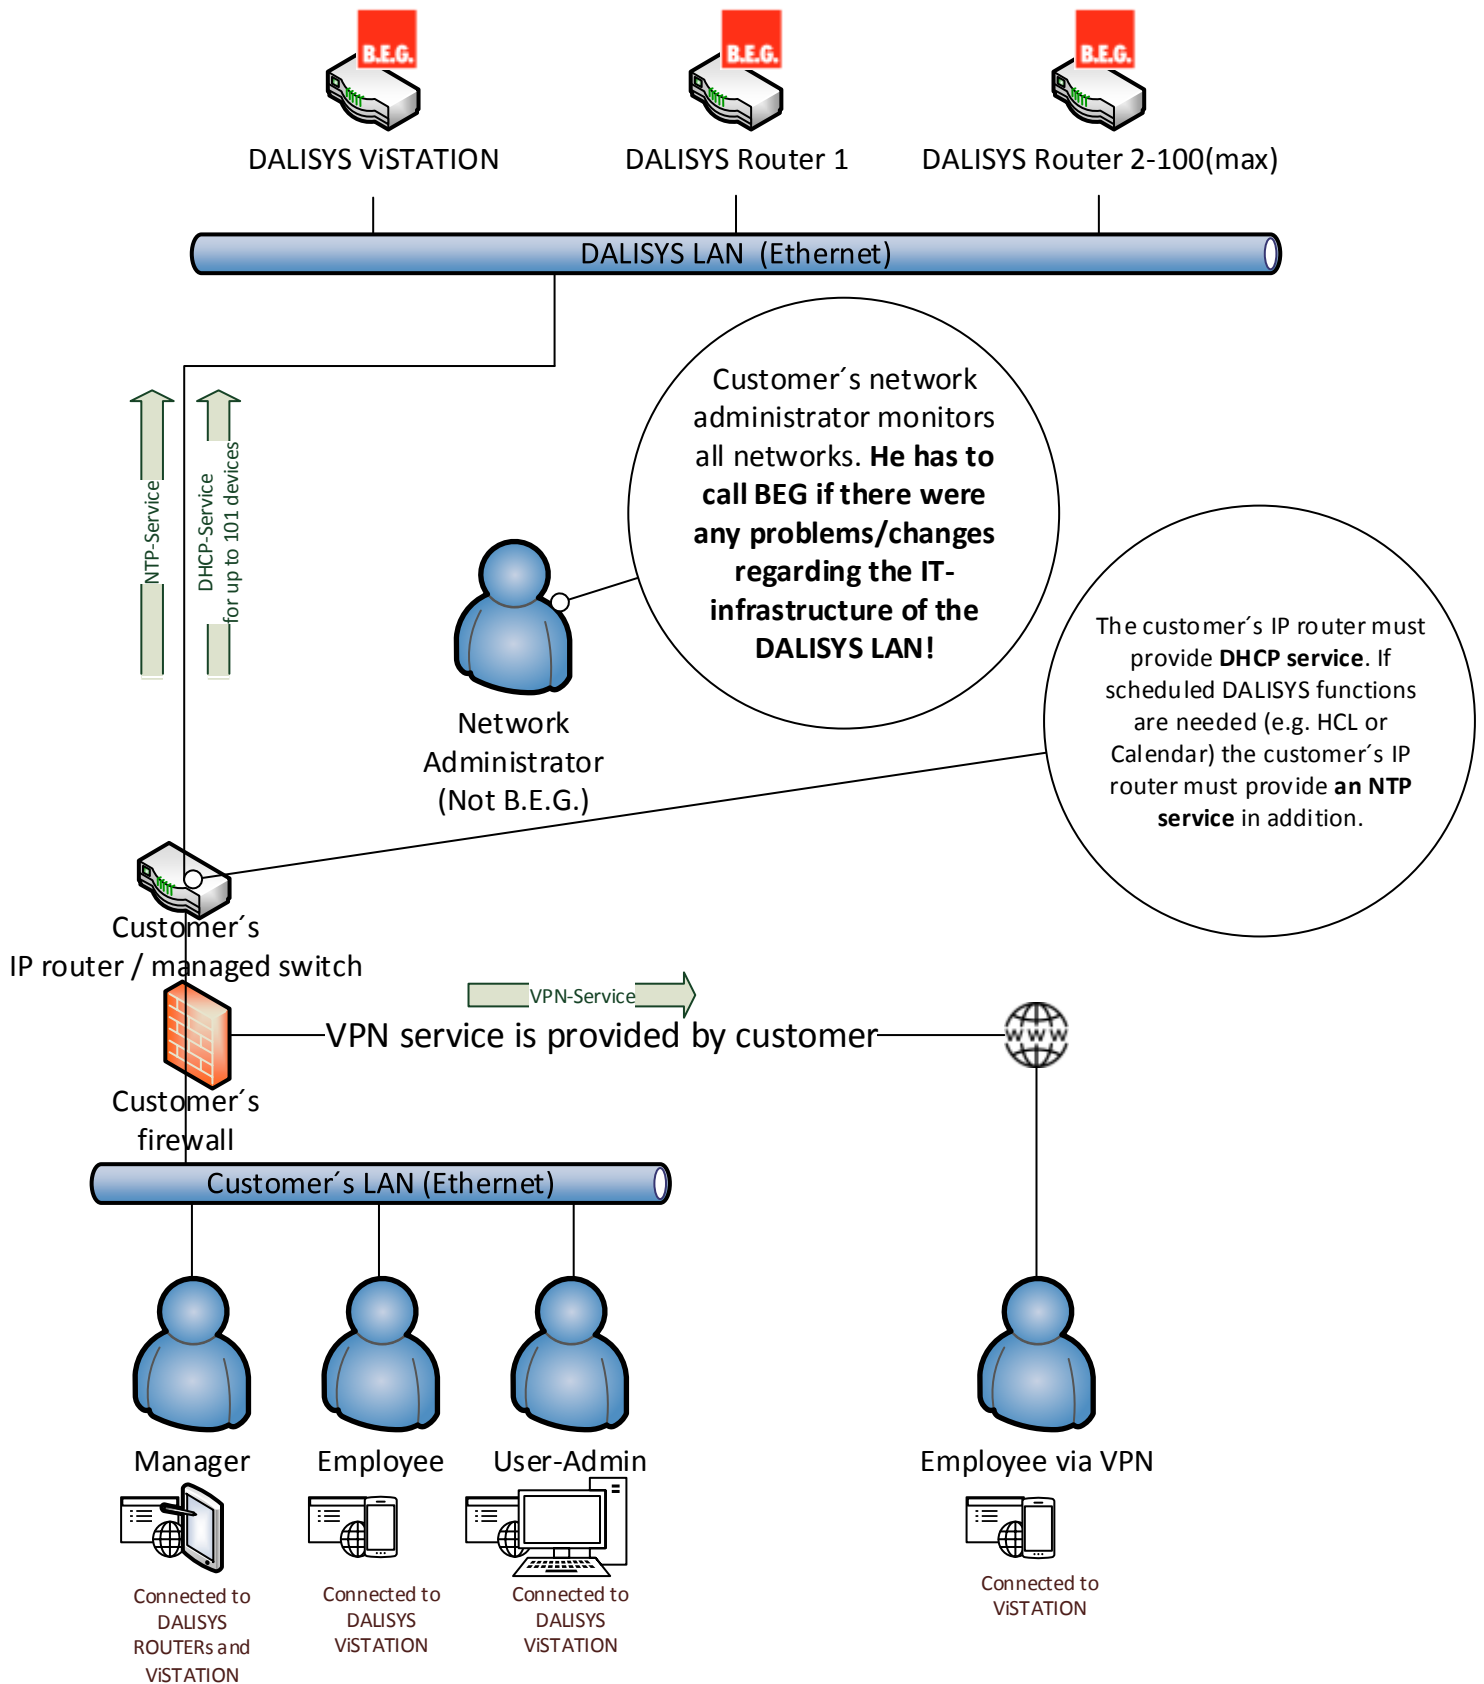 B.E.G.
B.E.G.
B.E.G.
DALISYS ViSTATION
DALISYS Router 1
DALISYS Router 2-100(max)
DALISYS LAN (Ethernet)
NTP-Service
DHCP-Service
for up to 101 devices
Customer´s network
administrator monitors
all networks. He has to
call BEG if there were
any problems/changes
regarding the IT-
infrastructure of the
DALISYS LAN!
Network
Administrator
(Not B.E.G.)
The customer´s IP router must
provide DHCP service. If
scheduled DALISYS functions
are needed (e.g. HCL or
Calendar) the customer´s IP
router must provide an NTP
service in addition.
Customer´s
IP router / managed switch
VPN-Service
VPN service is provided by customer
WWW
Customer´s
firewall
Customer´s LAN (Ethernet)
Manager
Employee
User-Admin
Employee via VPN
Connected to
DALISYS
ROUTERs and
ViSTATION
Connected to
DALISYS
ViSTATION
Connected to
DALISYS
ViSTATION
Connected to
ViSTATION